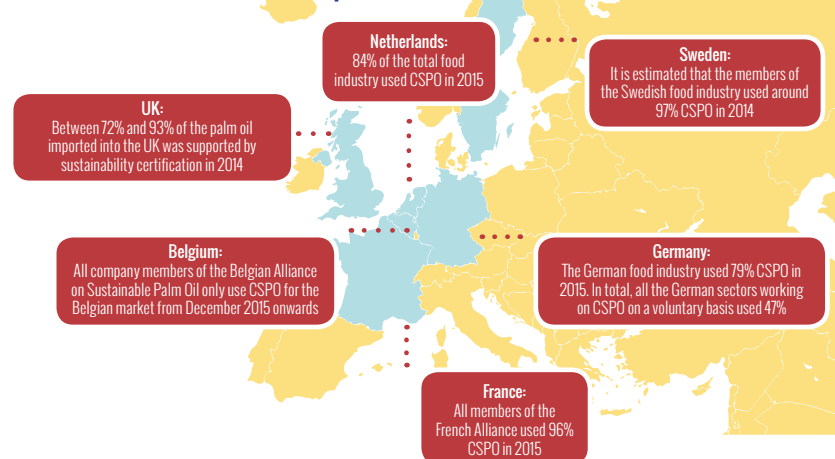 Netherlands:
84% of the total food
industry used CSPO in 2015
Sweden:
It is estimated that the members of
the Swedish food industry used around
97% CSPO in 2014
UK:
Between 72% and 93% of the palm oil
imported into the UK was supported by
sustainability certification in 2014
Belgium:
All company members of the Belgian Alliance
on Sustainable Palm Oil only use CSPO for the
Belgian market from December 2015 onwards
Germany:
The German food industry used 79% CSPO in
2015. In total, all the German sectors working
on CSPO on a voluntary basis used 47%
France:
All members of the
French Alliance used 96%
CSPO in 2015